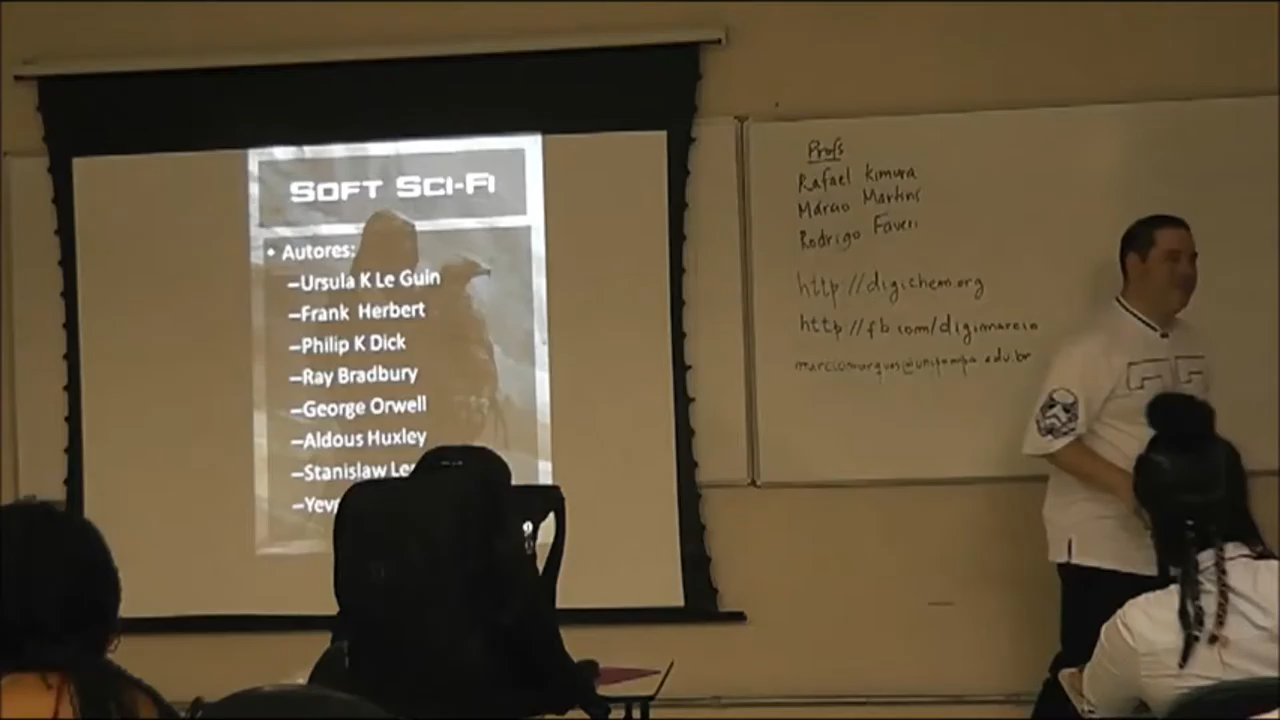 SOFT SCI-FI
• Autores:
–Ursula K Le Guin
–Frank Herbert
–Philip K Dick
–Ray Bradbury
–George Orwell
–Aldous Huxley
–Stanislaw
Profs
Rafael Kimura
Márcio Martins
Rodrigo
http://digichem.org
http://fb.com/digimarcio